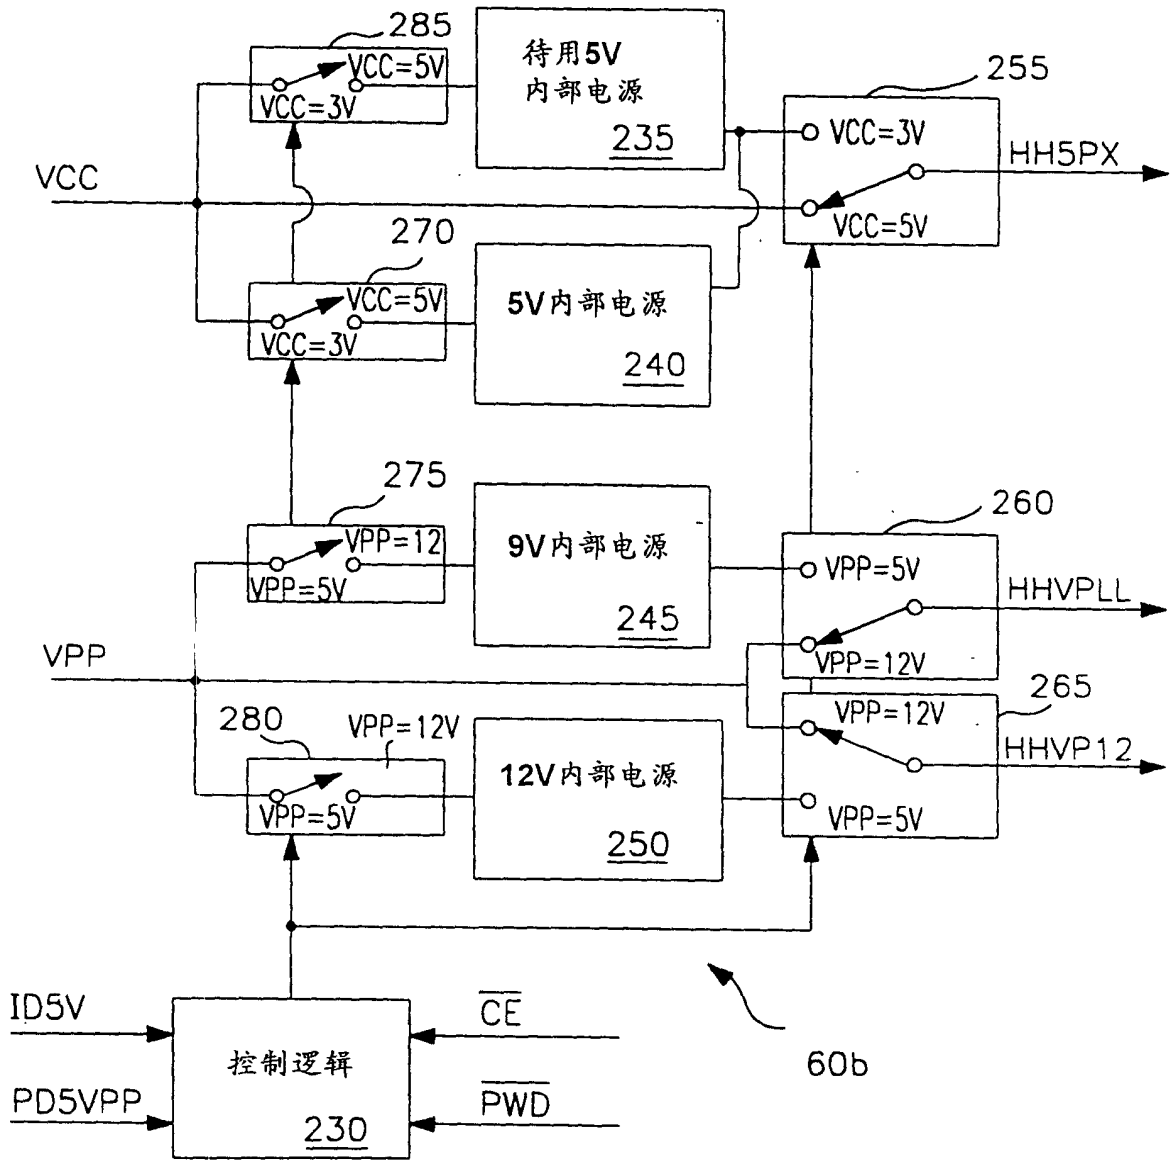 285
VCC=5V
VCC=3V
待用5V
内部电源
235
255
VCC=3V
HH5PX
VCC=5V
VCC
270
VCC=5V
VCC=3V
5V内部电源
240
275
VPP=12
VPP=5V
9V内部电源
245
260
VPP=5V
HHVPLL
VPP=12V
VPP
265
VPP=12V
HHVP12
VPP=5V
280
VPP=12V
VPP=5V
12V内部电源
250
ID5V
CE
控制逻辑
PD5VPP
PWD
230
60b